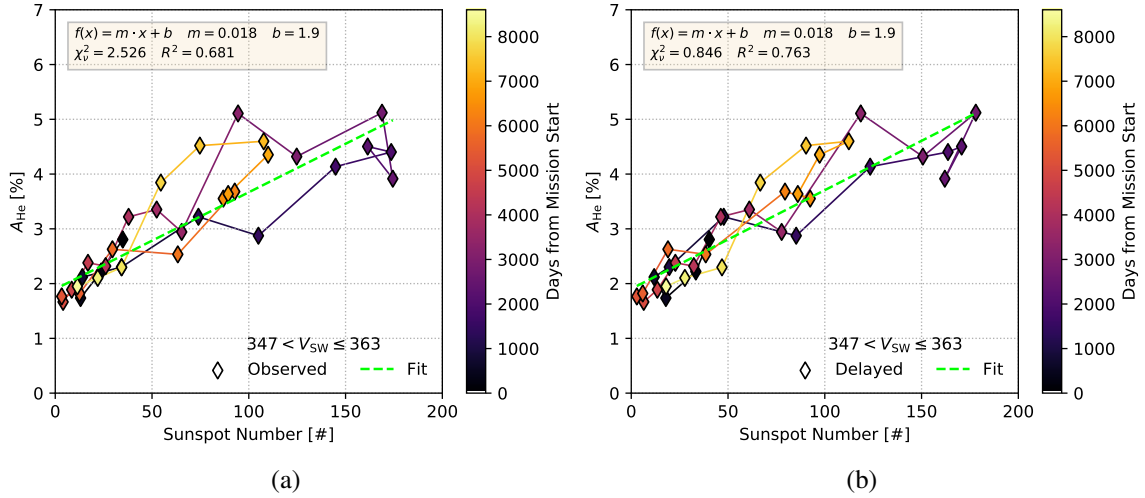 f(x) = m · x + b m = 0.018 b = 1.9
χ²ᵥ = 2.526 R² = 0.681
7
6
5
4
3
2
1
0
A_He [%]
347 < V_SW ≤ 363
Observed Fit
0 50 100 150 200
Sunspot Number [#]
8000
7000
6000
5000
4000
3000
2000
1000
0
Days from Mission Start
(a)
f(x) = m · x + b m = 0.018 b = 1.9
χ²ᵥ = 0.846 R² = 0.763
7
6
5
4
3
2
1
0
A_He [%]
347 < V_SW ≤ 363
Delayed Fit
0 50 100 150 200
Sunspot Number [#]
8000
7000
6000
5000
4000
3000
2000
1000
0
Days from Mission Start
(b)